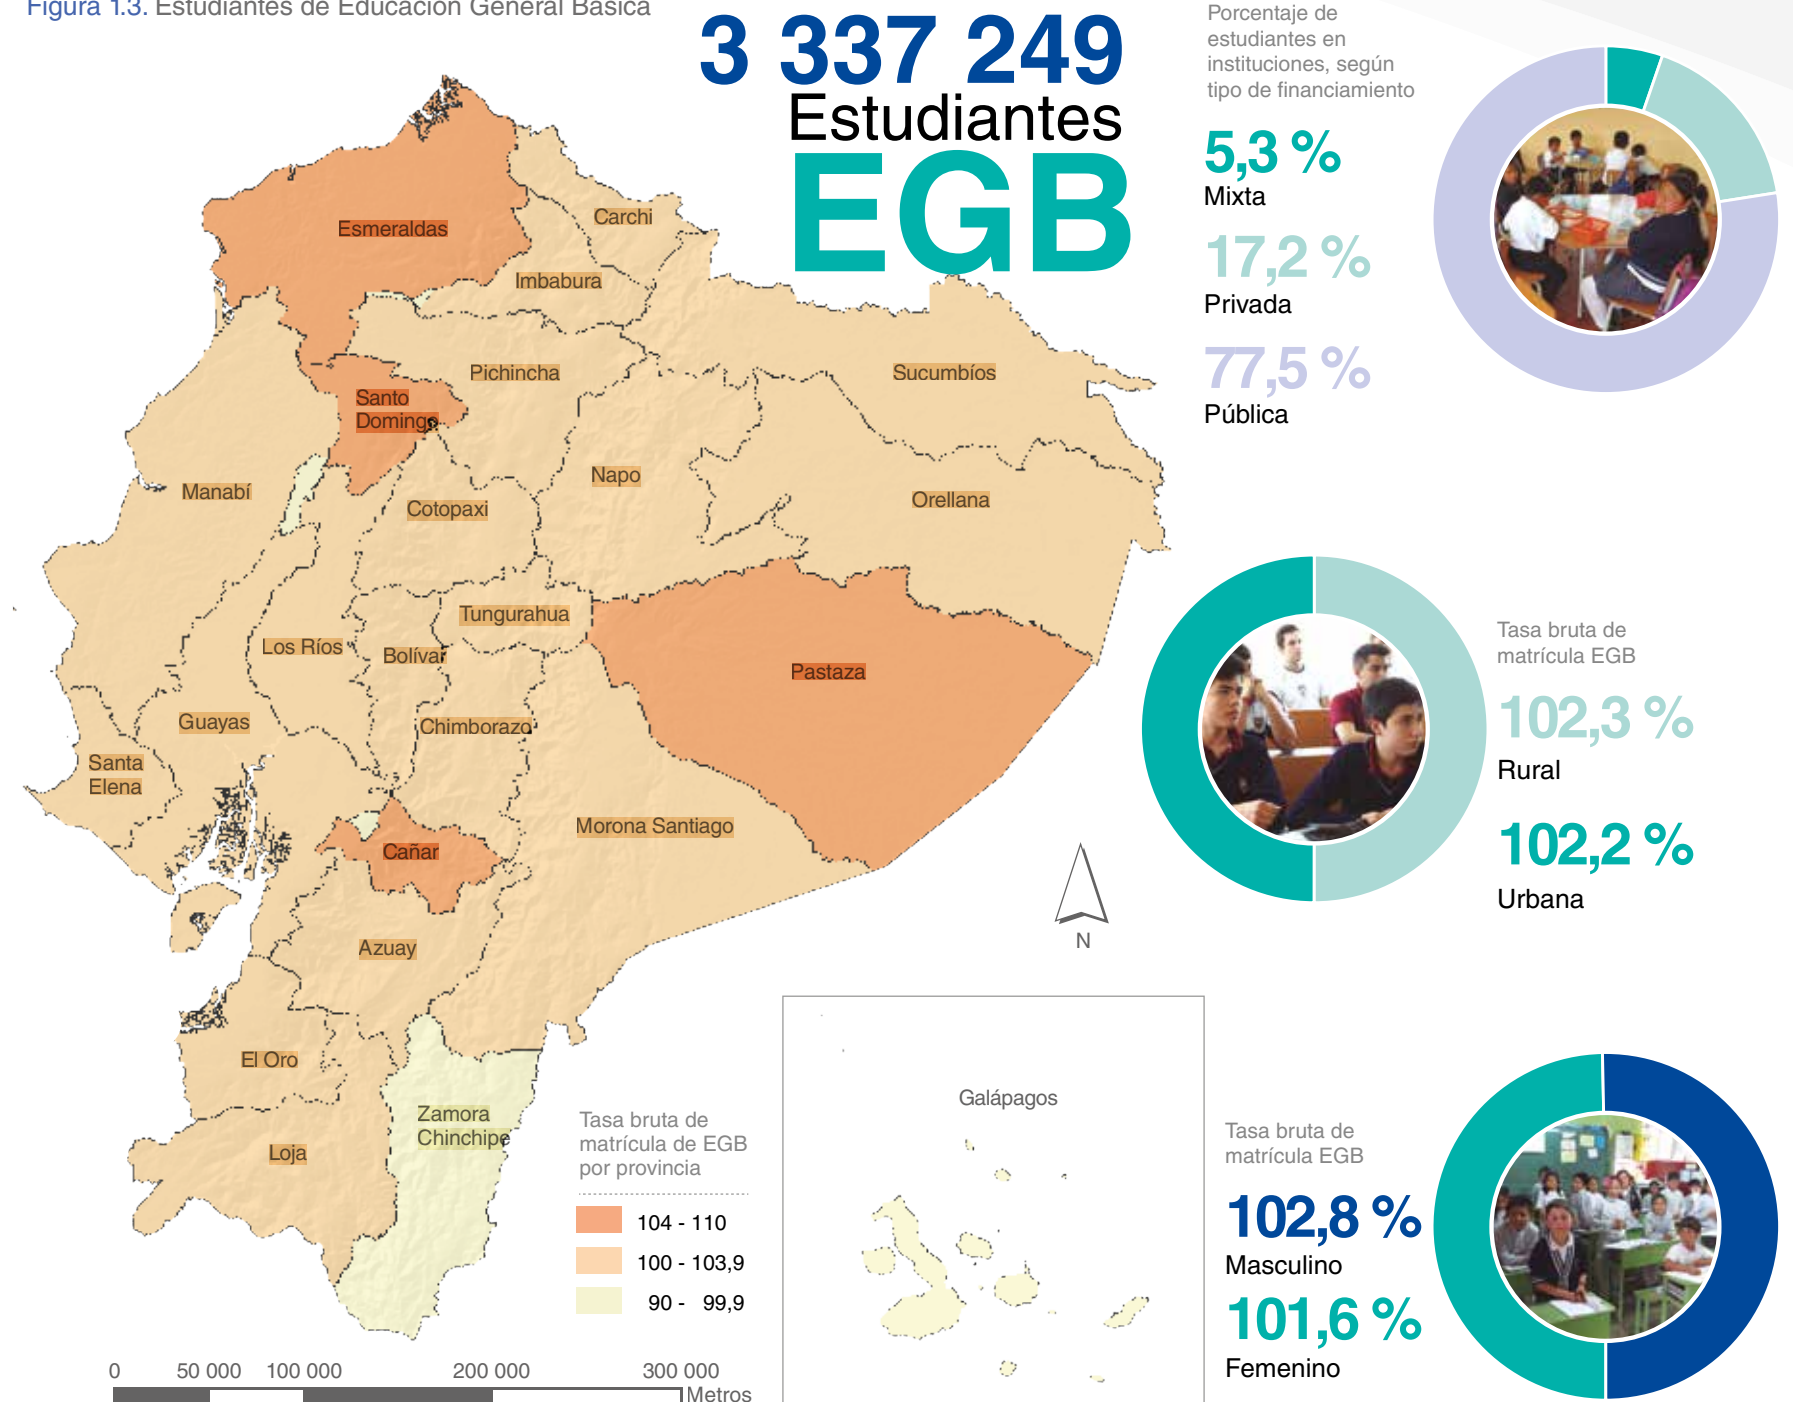 Figura 1.3. Estudiantes de Educación General Básica
3 337 249
Estudiantes
EGB
Porcentaje de
estudiantes en
instituciones, según
tipo de financiamiento
5,3 %
Mixta
17,2 %
Privada
77,5 %
Pública
Esmeraldas
Carchi
Imbabura
Pichincha
Sucumbíos
Santo
Domingo
Manabí
Napo
Cotopaxi
Orellana
Tungurahua
Los Ríos
Bolívar
Pastaza
Guayas
Chimborazo
Santa
Elena
Morona Santiago
Cañar
Azuay
El Oro
Zamora
Chinchipe
Loja
N
Galápagos
Tasa bruta de
matrícula EGB
102,3 %
Rural
102,2 %
Urbana
Tasa bruta de
matrícula de EGB
por provincia
104 - 110
100 - 103,9
90 - 99,9
Tasa bruta de
matrícula EGB
102,8 %
Masculino
101,6 %
Femenino
0 50 000 100 000 200 000 300 000
Metros